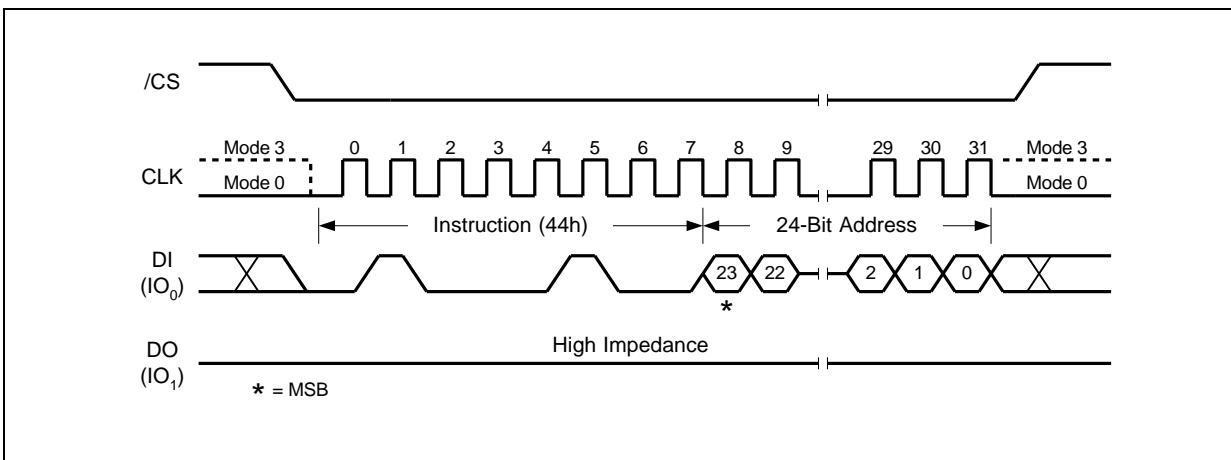 /CS
Mode 3 0 1 2 3 4 5 6 7 8 9 29 30 31 Mode 3
CLK Mode 0 Mode 0
Instruction (44h) 24-Bit Address
DI
(IO₀)
23 22 2 1 0
*
DO
(IO₁)
High Impedance
* = MSB